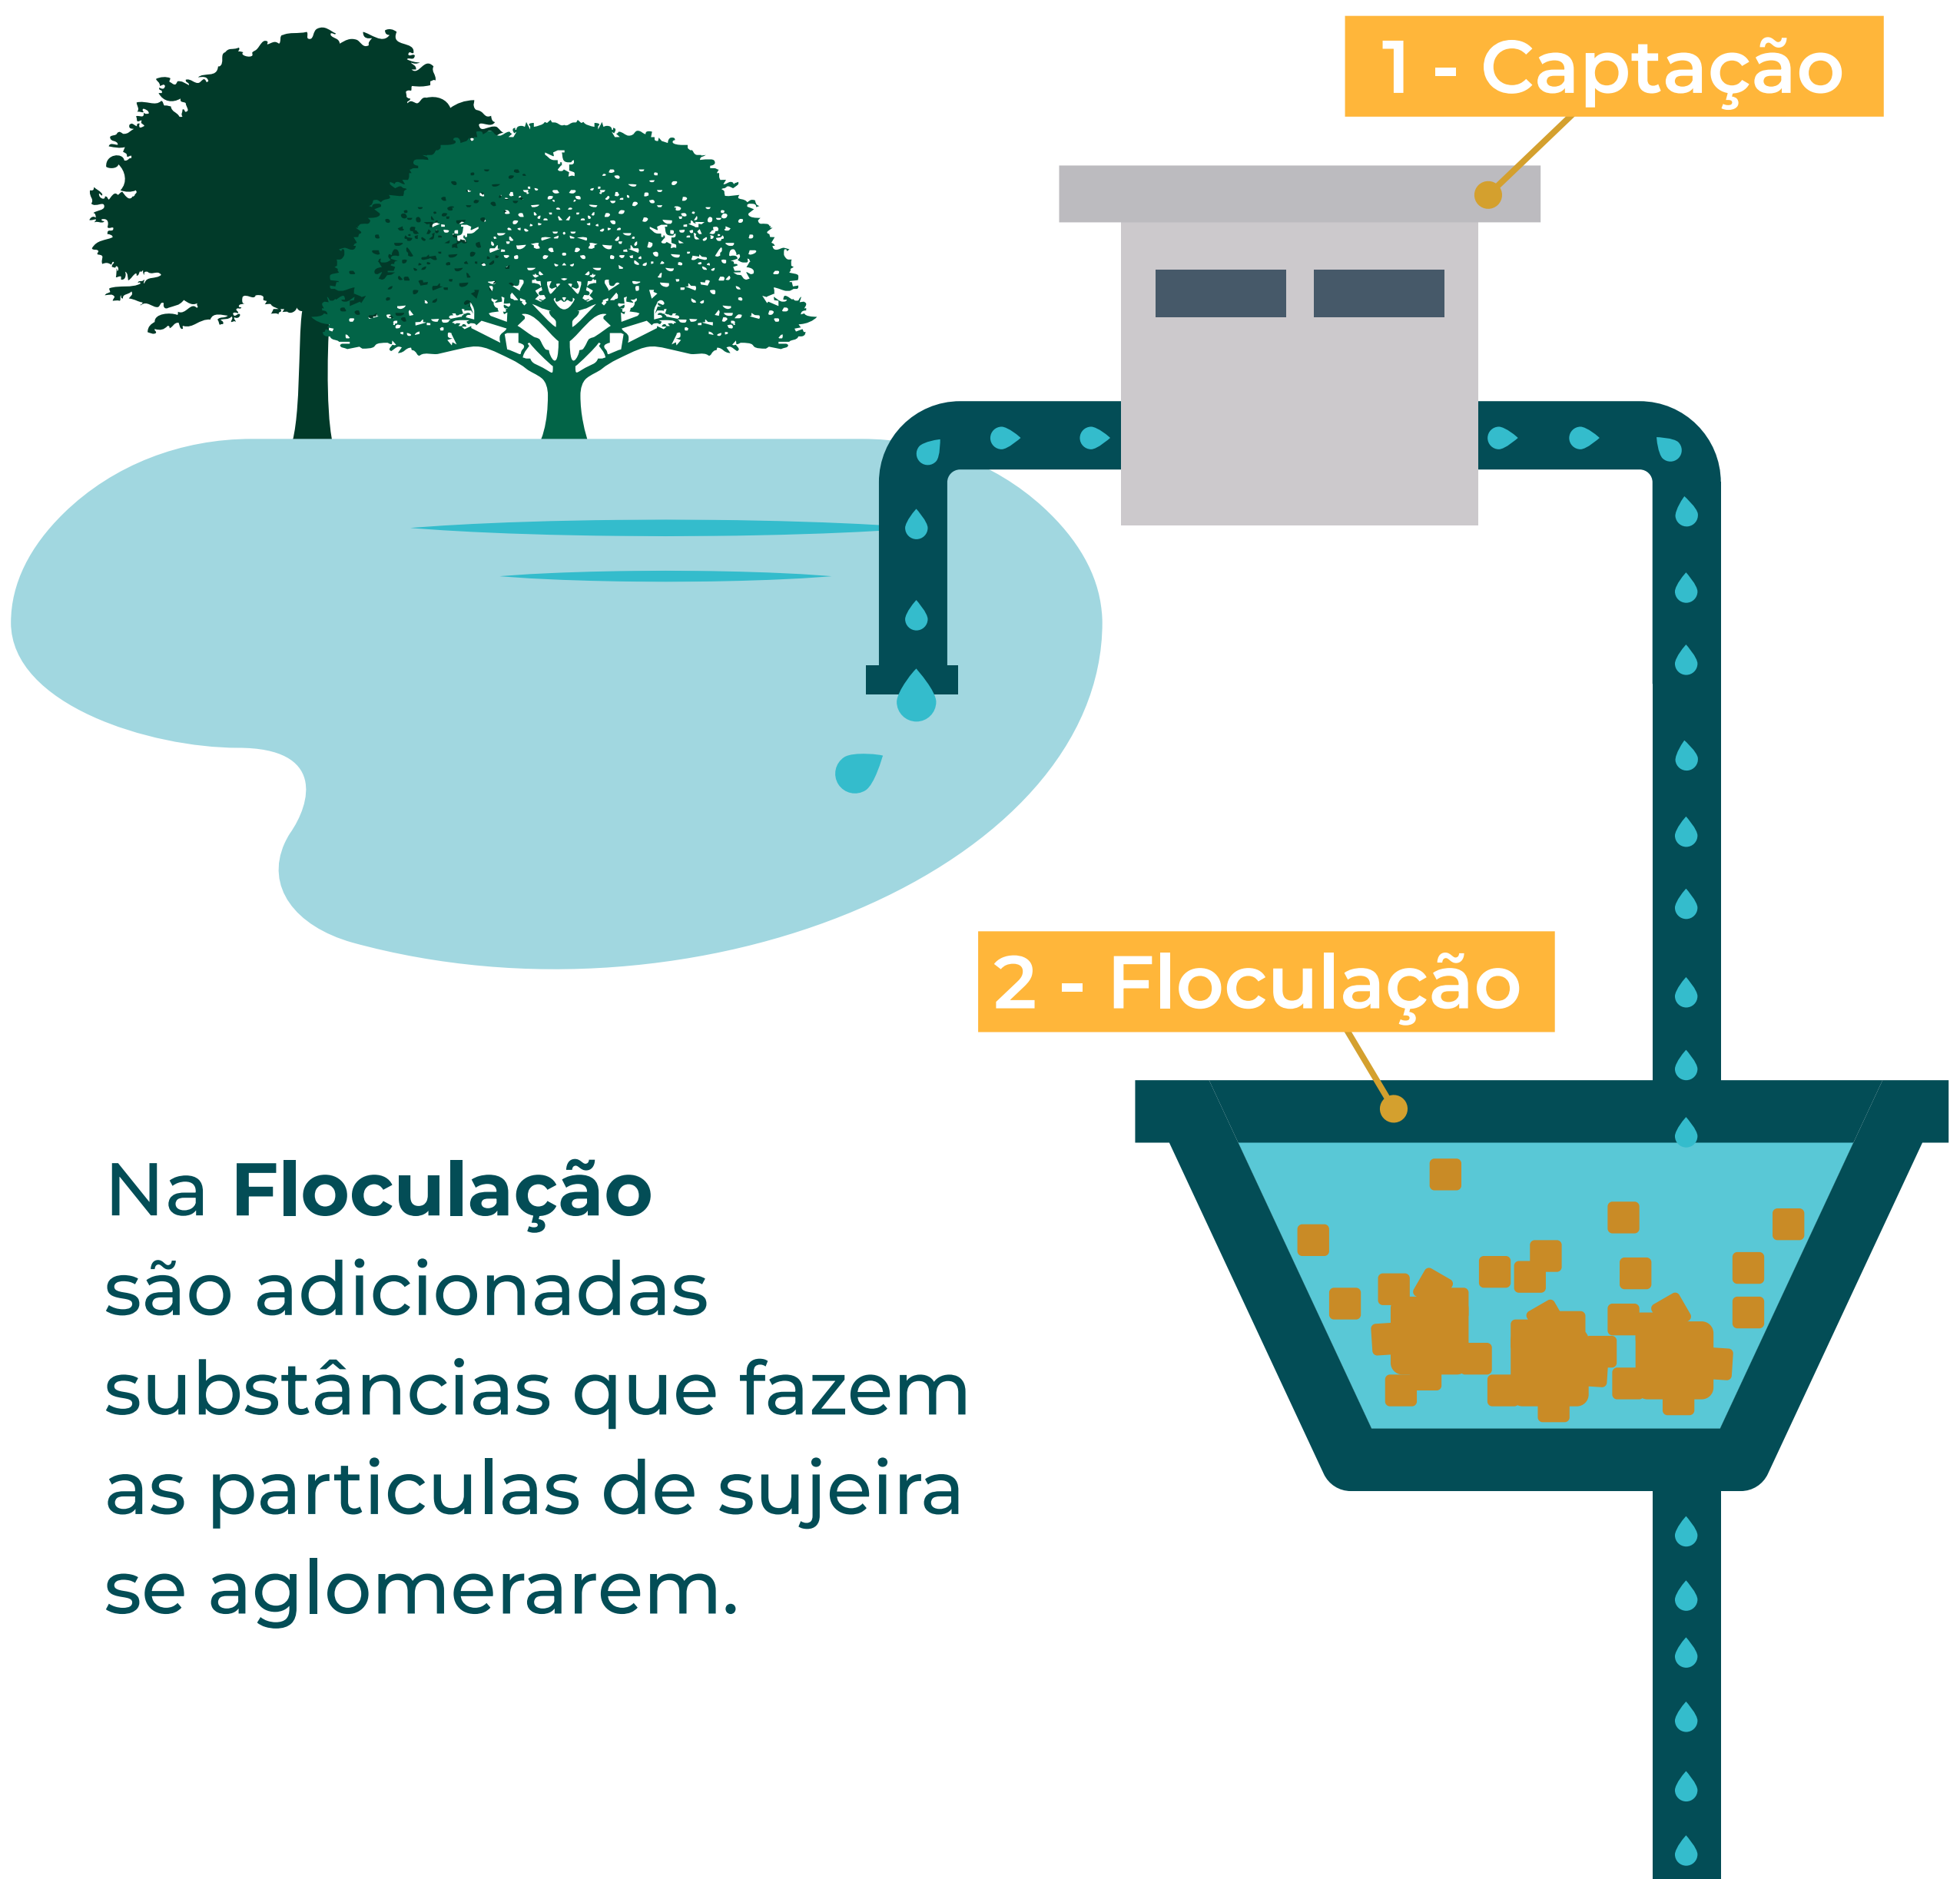 1 - Captação
2 - Floculação
Na Floculação
são adicionadas
substâncias que fazem
as particulas de sujeira
se aglomerarem.